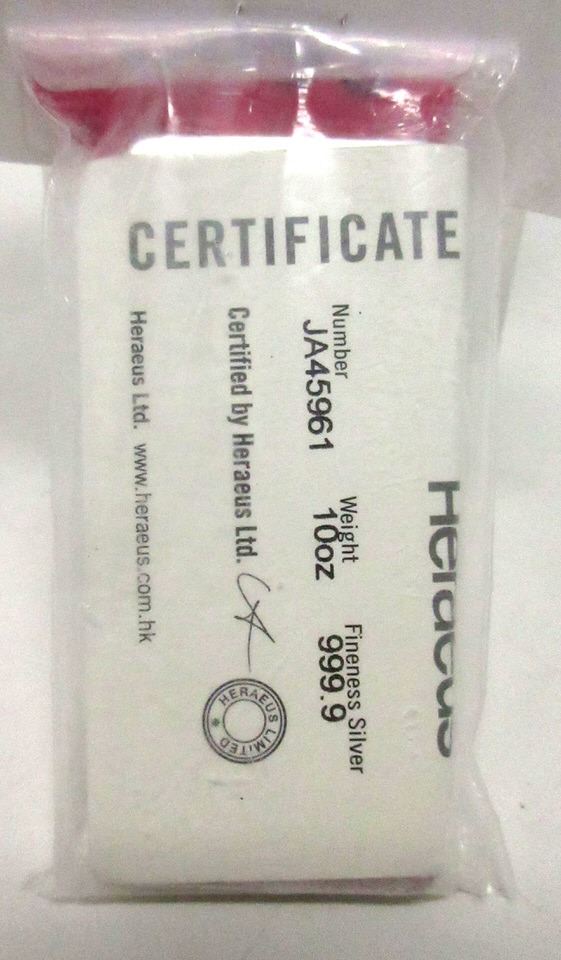 CERTIFICATE
Heraeus
Number
JA45961
Weight
10oz
Fineness Silver
999.9
Certified by Heraeus Ltd.
HERAEUS LIMITED
Heraeus Ltd. www.heraeus.com.hk